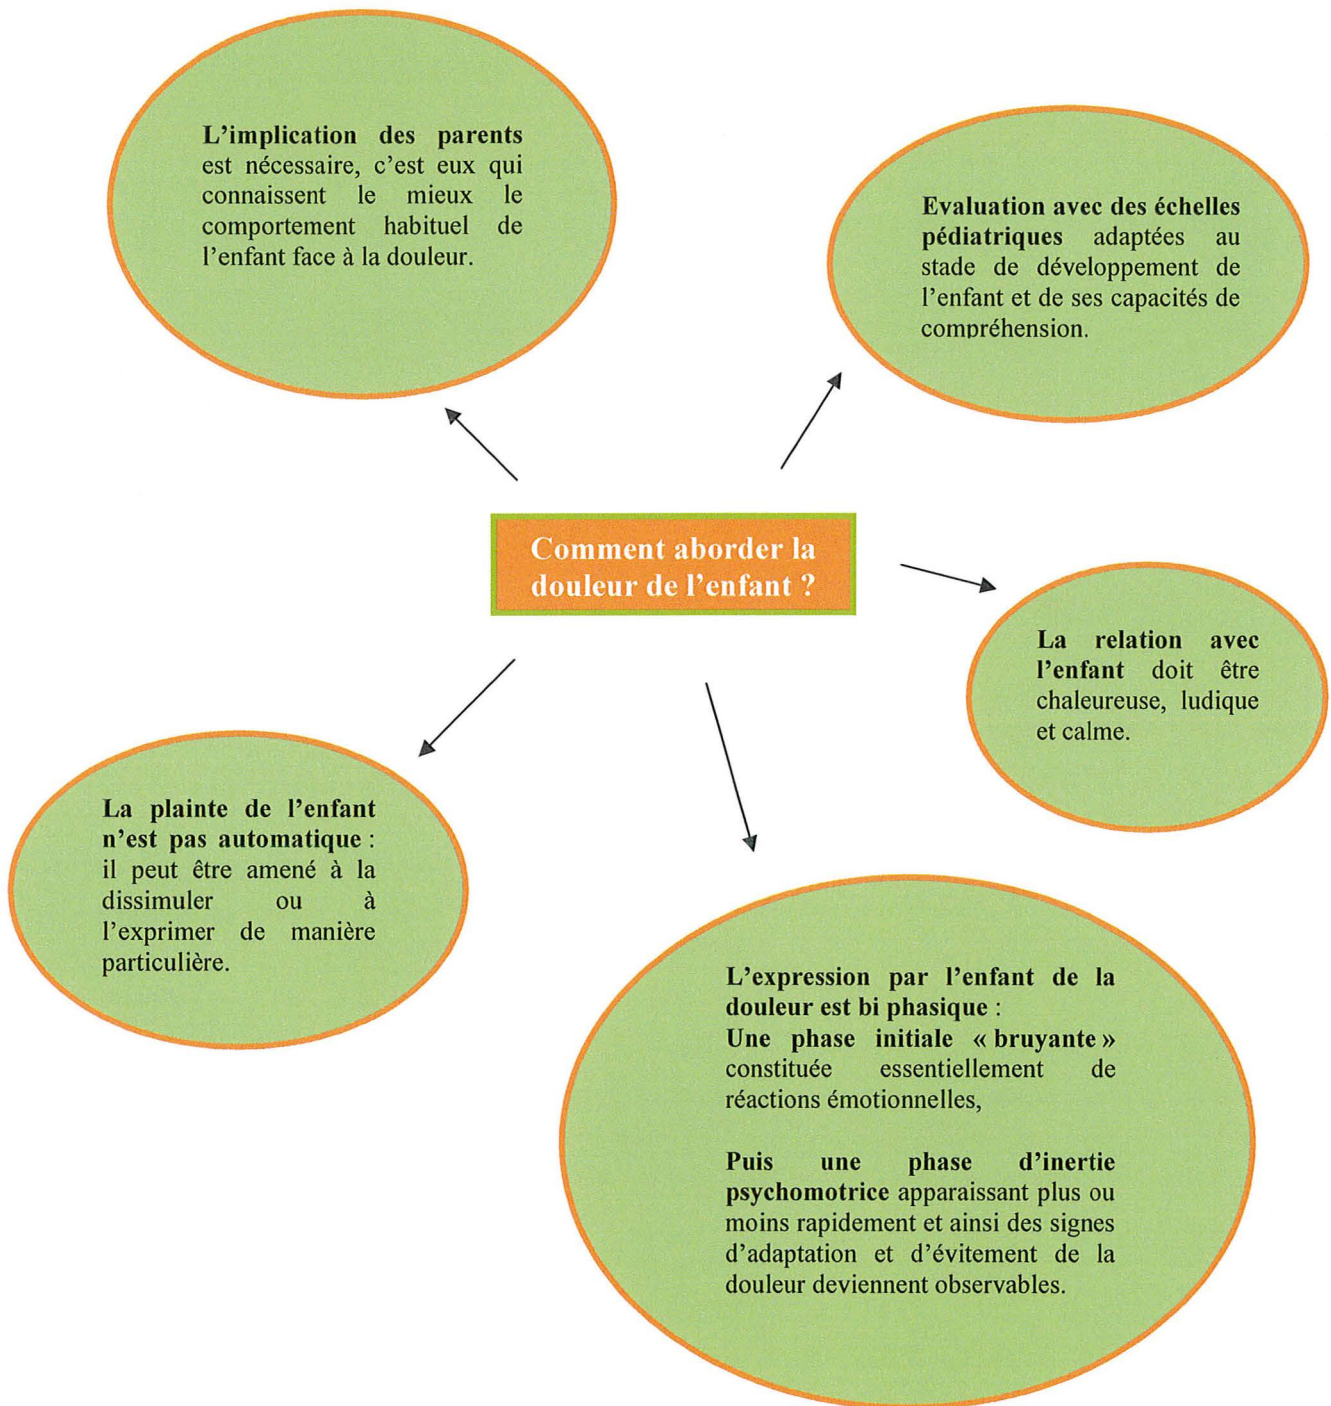 L'implication des parents
est nécessaire, c'est eux qui
connaissent le mieux le
comportement habituel de
l'enfant face à la douleur.
Evaluation avec des échelles
pédiatriques adaptées au
stade de développement de
l'enfant et de ses capacités de
compréhension.
Comment aborder la
douleur de l'enfant ?
La relation avec
l'enfant doit être
chaleureuse, ludique
et calme.
La plainte de l'enfant
n'est pas automatique :
il peut être amené à la
dissimuler ou à
l'exprimer de manière
particulière.
L'expression par l'enfant de la
douleur est bi phasique :
Une phase initiale « bruyante »
constituée essentiellement de
réactions émotionnelles,
Puis une phase d'inertie
psychomotrice apparaissant plus ou
moins rapidement et ainsi des signes
d'adaptation et d'évitement de la
douleur deviennent observables.